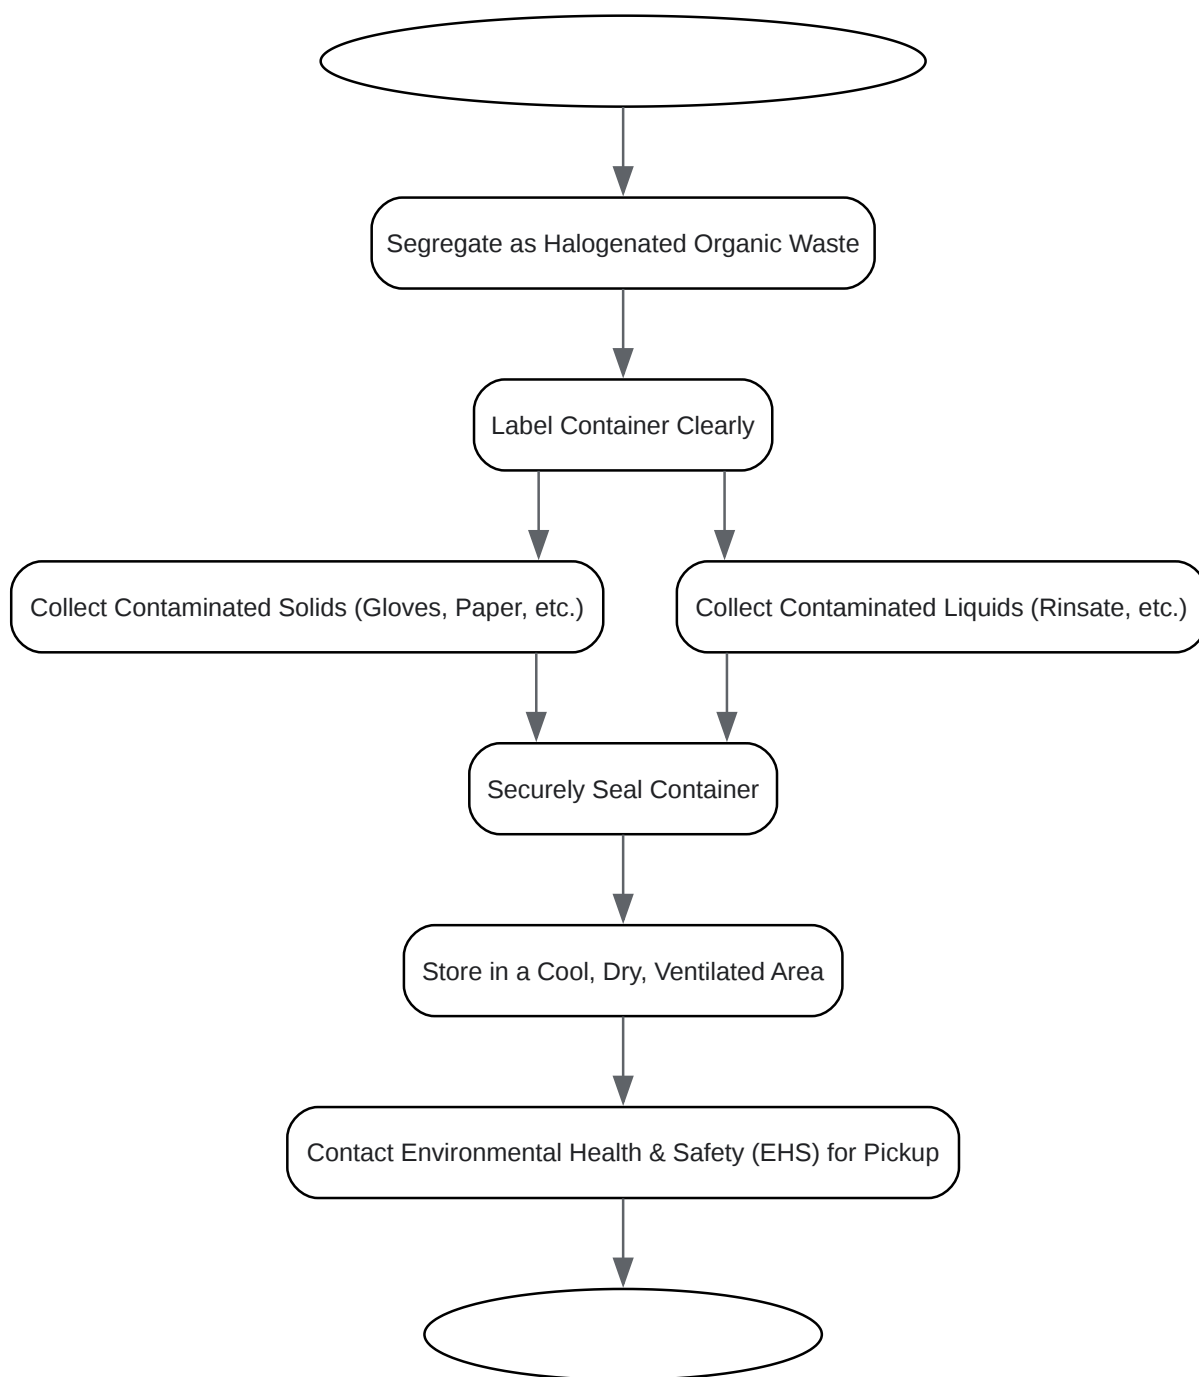 Segregate as Halogenated Organic Waste
Label Container Clearly
Collect Contaminated Solids (Gloves, Paper, etc.)
Collect Contaminated Liquids (Rinsate, etc.)
Securely Seal Container
Store in a Cool, Dry, Ventilated Area
Contact Environmental Health & Safety (EHS) for Pickup